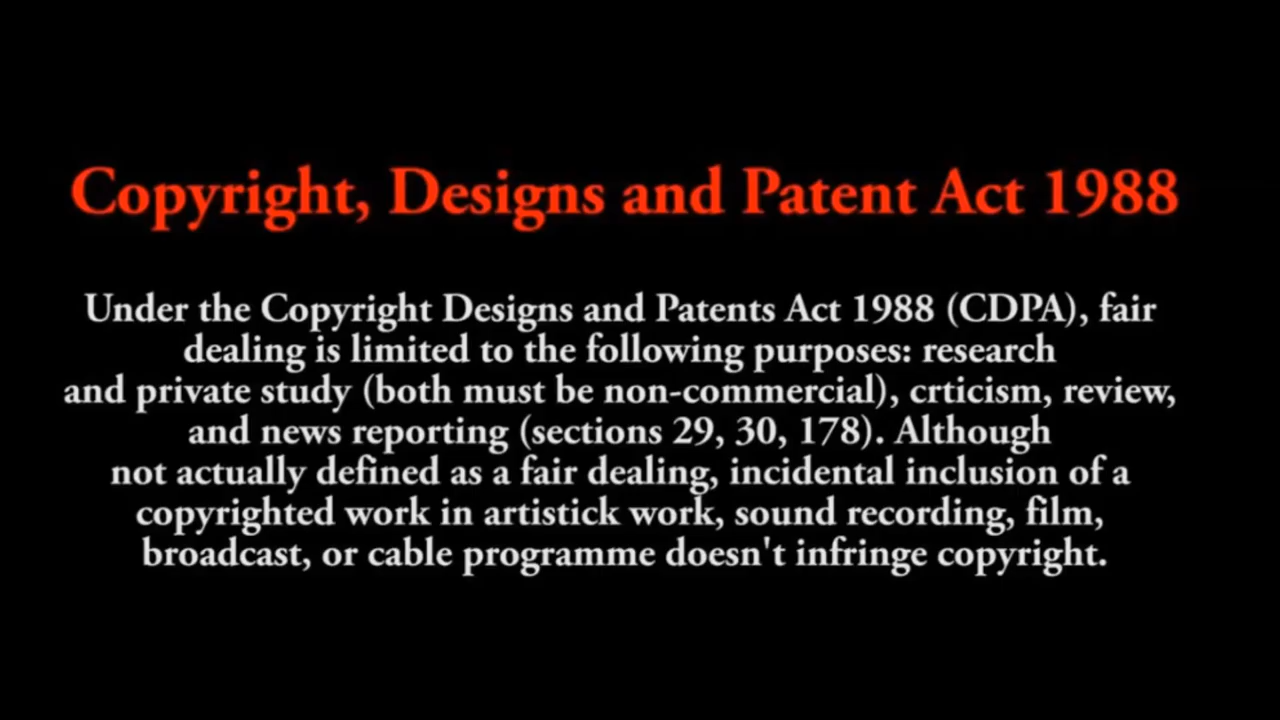 Copyright, Designs and Patent Act 1988
Under the Copyright Designs and Patents Act 1988 (CDPA), fair
dealing is limited to the following purposes: research
and private study (both must be non-commercial), crticism, review,
and news reporting (sections 29, 30, 178). Although
not actually defined as a fair dealing, incidental inclusion of a
copyrighted work in artistick work, sound recording, film,
broadcast, or cable programme doesn't infringe copyright.